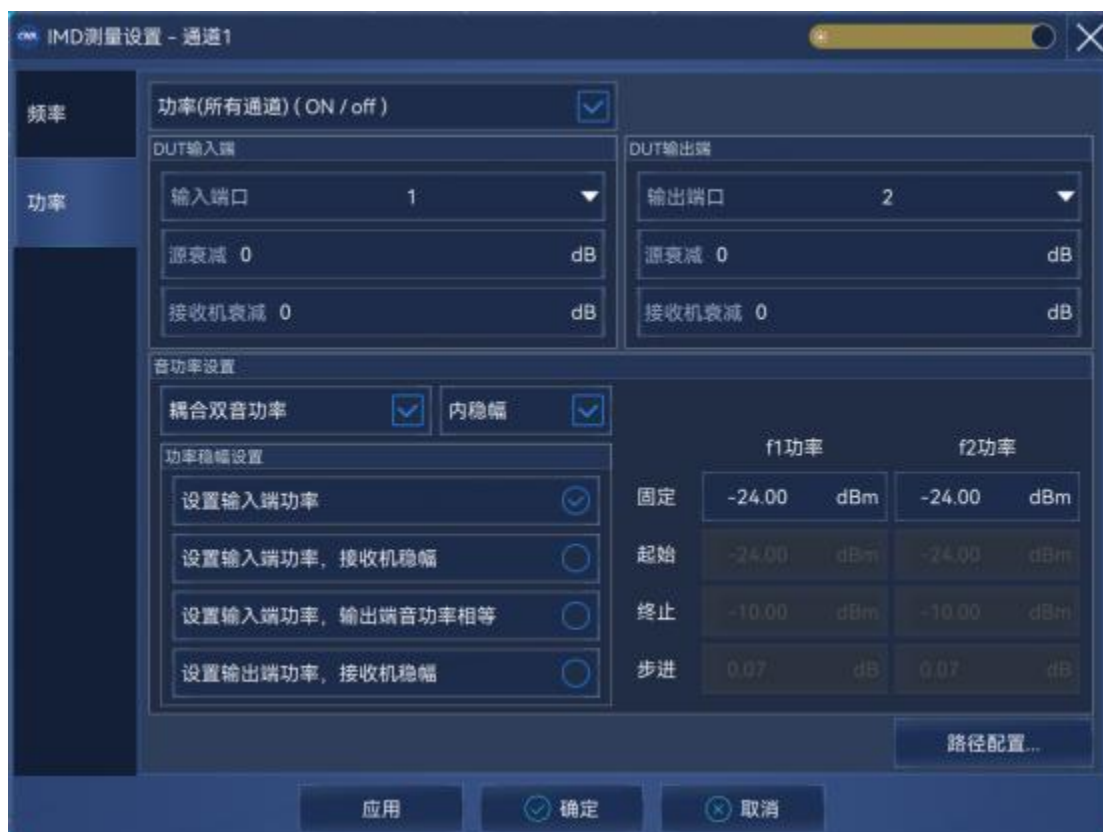 IMD测量设置 - 通道1
频率
功率
功率(所有通道) ( ON / off )
DUT输入端
输入端口 1
源衰减 0 dB
接收机衰减 0 dB
DUT输出端
输出端口 2
源衰减 0 dB
接收机衰减 0 dB
音功率设置
耦合双音功率 内稳幅
功率稳幅设置
设置输入端功率
设置输入端功率，接收机稳幅
设置输入端功率，输出端音功率相等
设置输出端功率，接收机稳幅
f1功率 f2功率
固定 -24.00 dBm -24.00 dBm
起始 -24.00 dBm -24.00 dBm
终止 -10.00 dBm -10.00 dBm
步进 0.07 dB 0.07 dB
路径配置...
应用 确定 取消